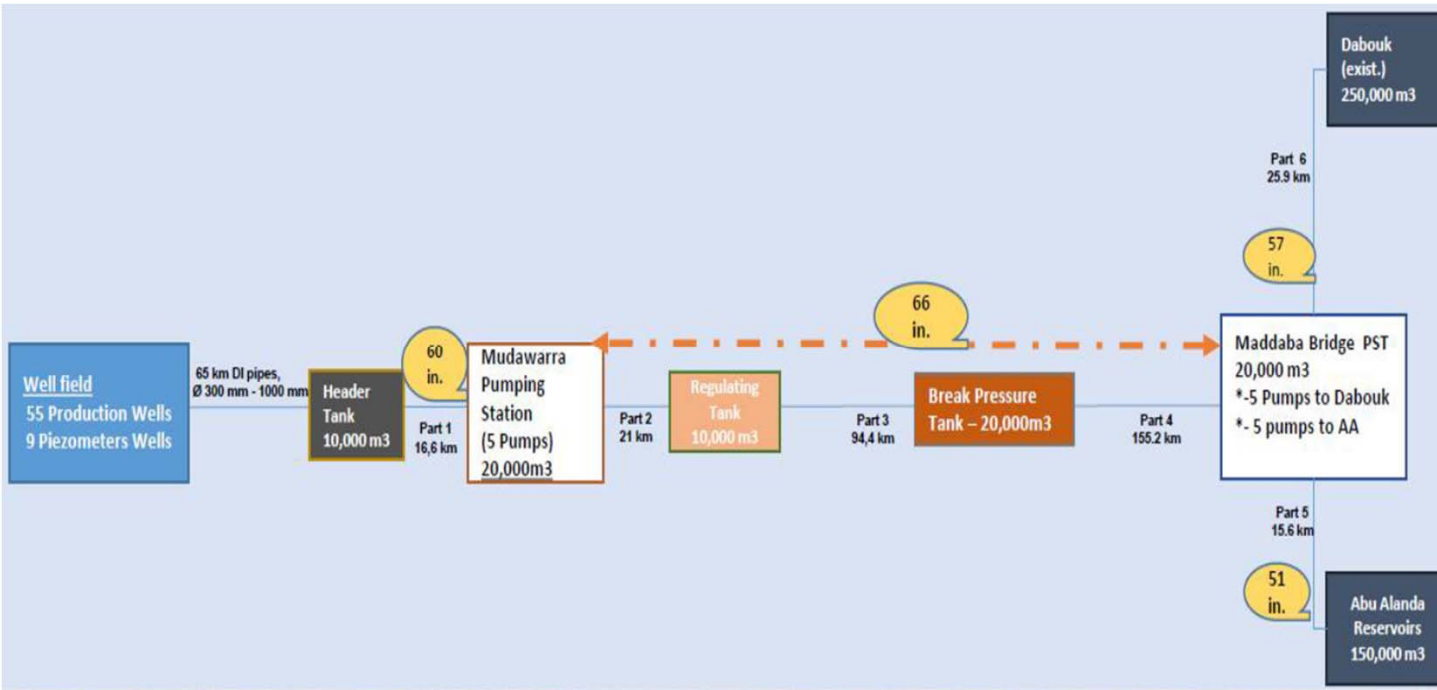 Dabouk
(exist.)
250,000 m3
Part 6
25.9 km
57
in.
66
in.
60
in.
Well field
55 Production Wells
9 Piezometers Wells
65 km DI pipes,
Ø 300 mm - 1000 mm
Header
Tank
10,000 m3
Part 1
16,6 km
Mudawarra
Pumping
Station
(5 Pumps)
20,000m3
Part 2
21 km
Regulating
Tank
10,000 m3
Part 3
94,4 km
Break Pressure
Tank – 20,000m3
Part 4
155.2 km
Maddaba Bridge PST
20,000 m3
*-5 Pumps to Dabouk
*- 5 pumps to AA
Part 5
15.6 km
51
in.
Abu Alanda
Reservoirs
150,000 m3